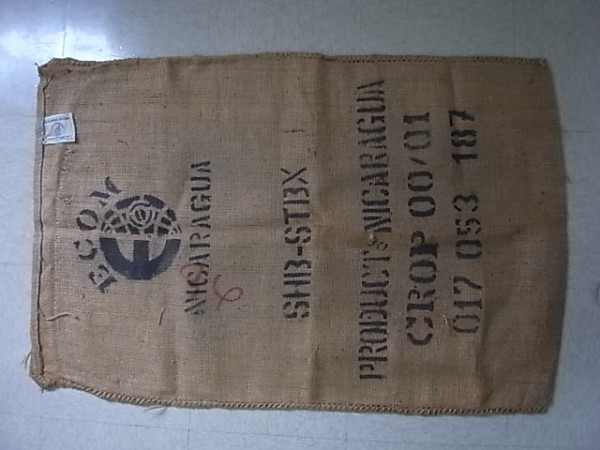 ECOM
NICARAGUA
SHB-STBX
PRODUCT-NICARAGUA
CROP 00/01
017 053 187